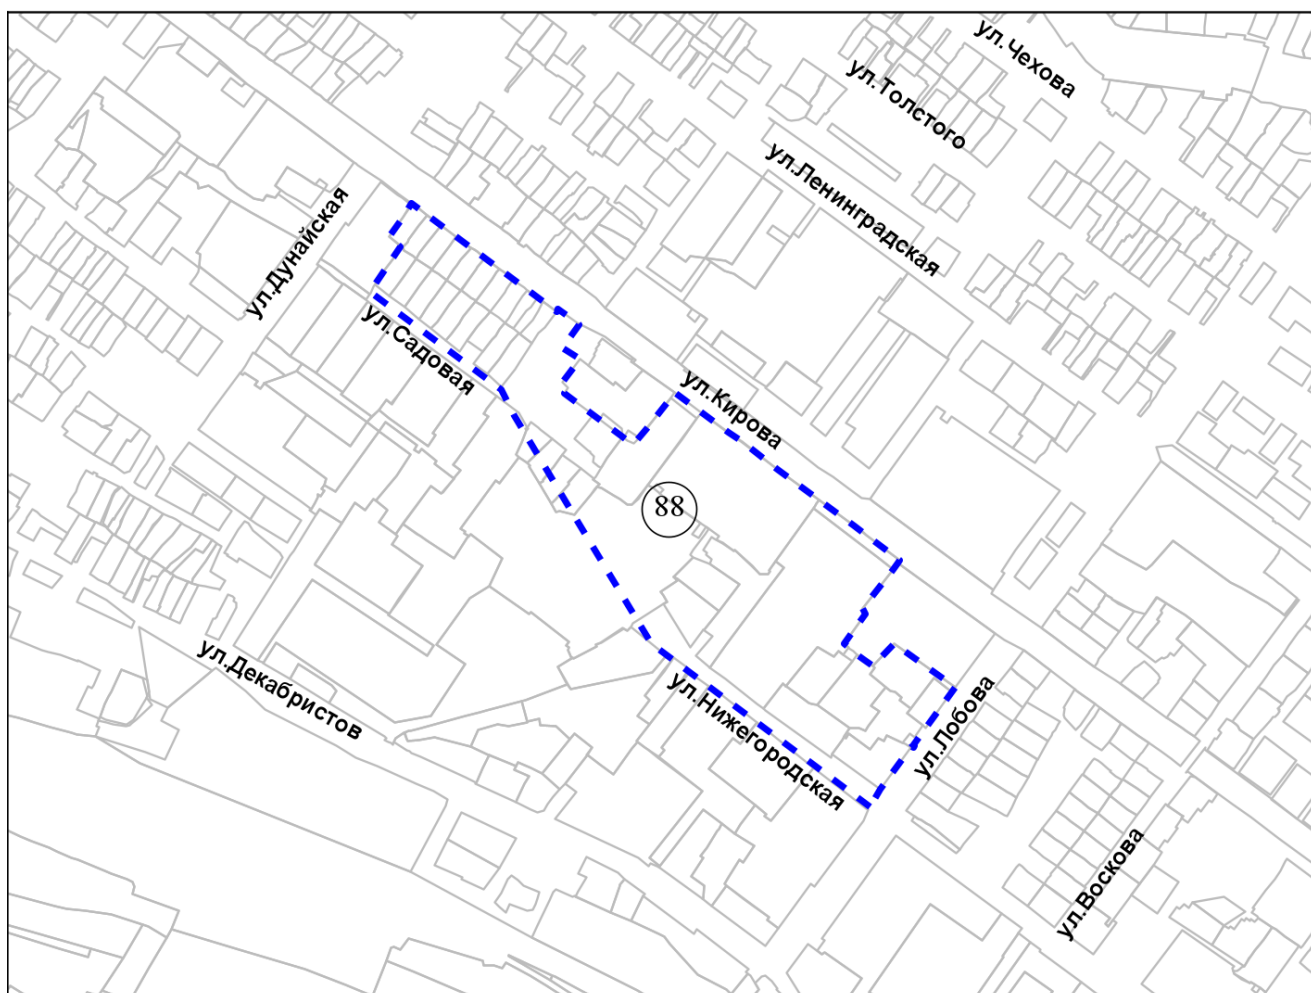 ул.Чехова
ул.Толстого
ул.Ленинградская
ул.Дунайская
ул.Садовая
ул.Кирова
88
ул.Декабристов
ул.Нижегородская
ул.Лобова
ул.Воскова